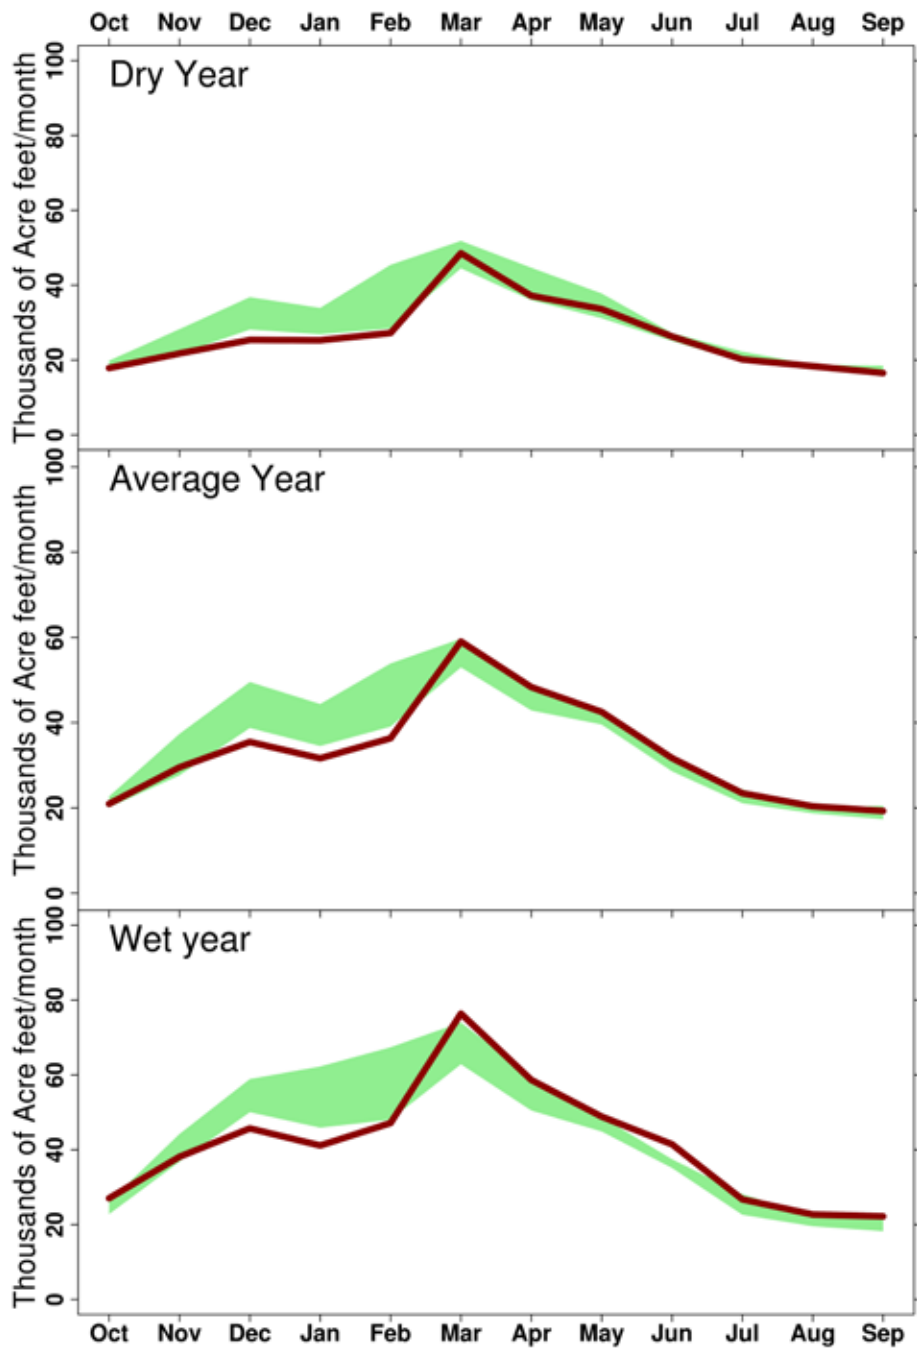 Oct Nov Dec Jan Feb Mar Apr May Jun Jul Aug Sep
Dry Year
Thousands of Acre feet/month
100
80
60
40
20
0
Average Year
Thousands of Acre feet/month
100
80
60
40
20
0
Wet year
Thousands of Acre feet/month
100
80
60
40
20
0
Oct Nov Dec Jan Feb Mar Apr May Jun Jul Aug Sep